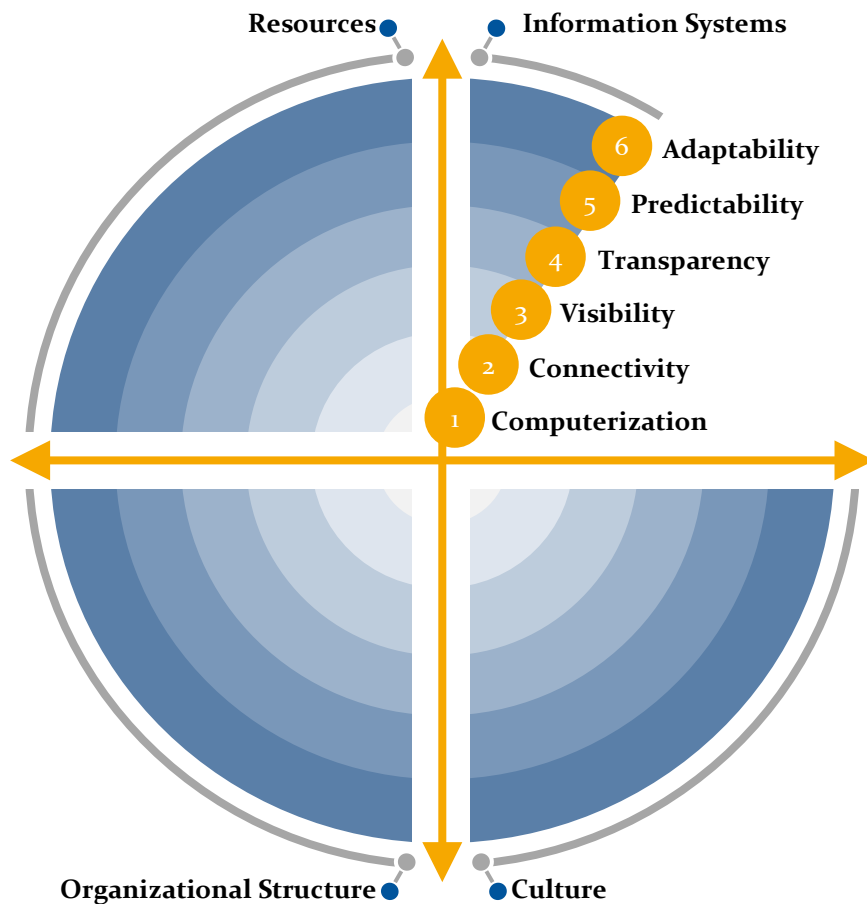 Resources
Information Systems
6 Adaptability
5 Predictability
4 Transparency
3 Visibility
2 Connectivity
1 Computerization
Organizational Structure
Culture